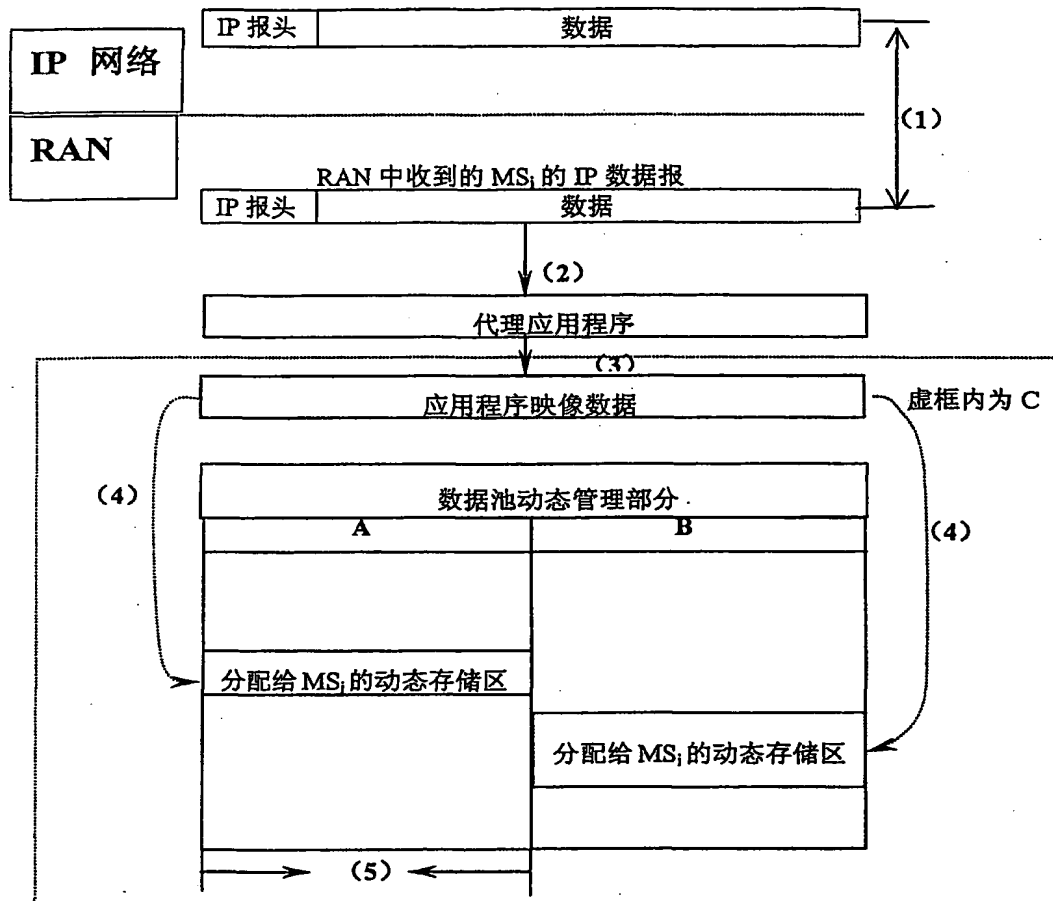 IP 报头 数据
IP 网络
(1)
RAN
RAN 中收到的 MSi 的 IP 数据报
IP 报头 数据
(2)
代理应用程序
(3)
应用程序映像数据
虚框内为 C
(4)
数据池动态管理部分
(4)
A B
分配给 MSi 的动态存储区
分配给 MSi 的动态存储区
(5)